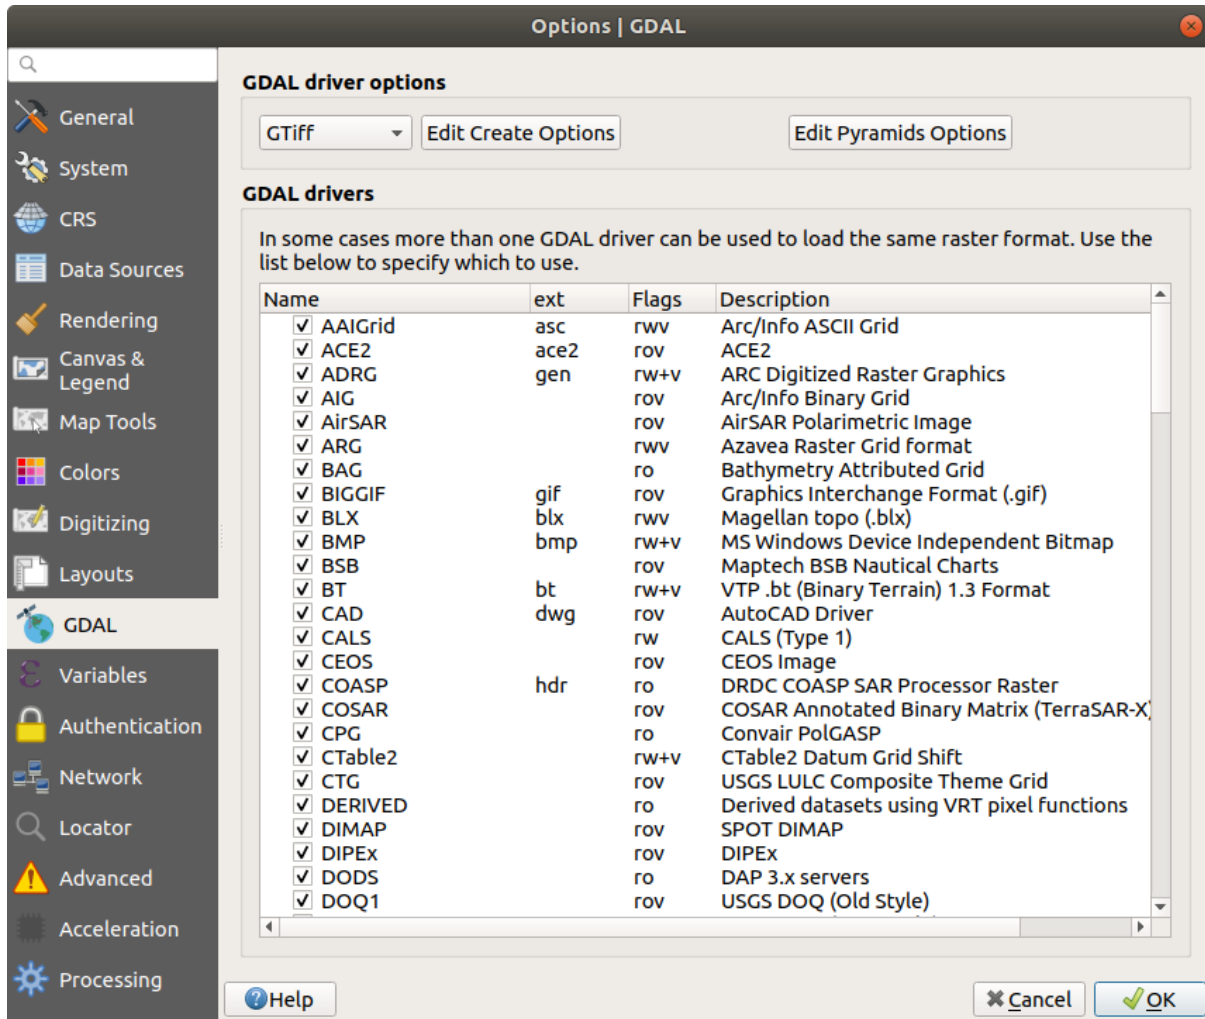 Options | GDAL
General
System
CRS
Data Sources
Rendering
Canvas &
Legend
Map Tools
Colors
Digitizing
Layouts
GDAL
Variables
Authentication
Network
Locator
Advanced
Acceleration
Processing
GDAL driver options
GTiff Edit Create Options Edit Pyramids Options
GDAL drivers
In some cases more than one GDAL driver can be used to load the same raster format. Use the
list below to specify which to use.
Name ext Flags Description
AAIGrid asc rwv Arc/Info ASCII Grid
ACE2 ace2 rov ACE2
ADRG gen rw+v ARC Digitized Raster Graphics
AIG rov Arc/Info Binary Grid
AirSAR rov AirSAR Polarimetric Image
ARG rwv Azavea Raster Grid format
BAG ro Bathymetry Attributed Grid
BIGGIF gif rov Graphics Interchange Format (.gif)
BLX blx rwv Magellan topo (.blx)
BMP bmp rw+v MS Windows Device Independent Bitmap
BSB rov Maptech BSB Nautical Charts
BT bt rw+v VTP .bt (Binary Terrain) 1.3 Format
CAD dwg rov AutoCAD Driver
CALS rw CALS (Type 1)
CEOS rov CEOS Image
COASP hdr ro DRDC COASP SAR Processor Raster
COSAR rov COSAR Annotated Binary Matrix (TerraSAR-X)
CPG ro Convair PolGASP
CTable2 rw+v CTable2 Datum Grid Shift
CTG rov USGS LULC Composite Theme Grid
DERIVED ro Derived datasets using VRT pixel functions
DIMAP rov SPOT DIMAP
DIPEx rov DIPEx
DODS ro DAP 3.x servers
DOQ1 rov USGS DOQ (Old Style)
Help Cancel OK